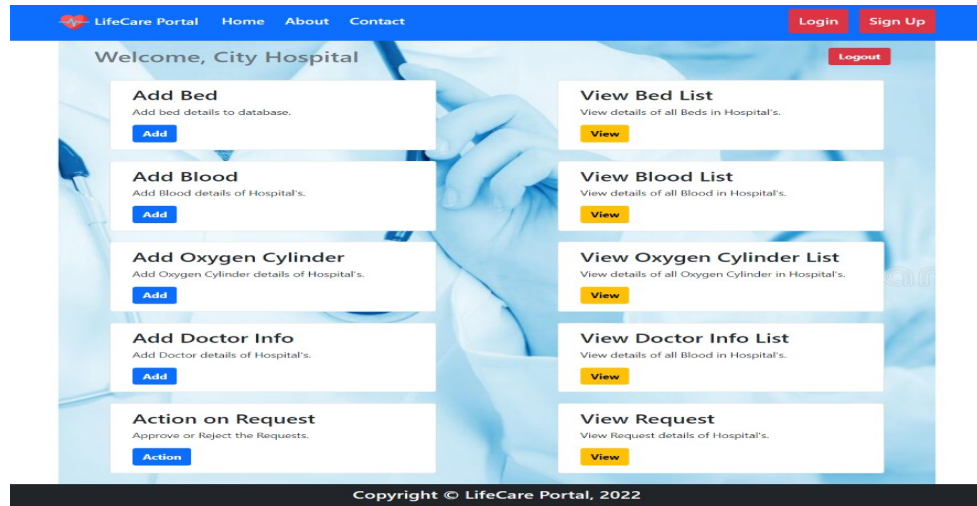 LifeCare Portal Home About Contact Login Sign Up
Welcome, City Hospital Logout
Add Bed
Add bed details to database.
Add
View Bed List
View details of all Beds in Hospital's.
View
Add Blood
Add Blood details of Hospital's.
Add
View Blood List
View details of all Blood in Hospital's.
View
Add Oxygen Cylinder
Add Oxygen Cylinder details of Hospital's.
Add
View Oxygen Cylinder List
View details of all Oxygen Cylinder in Hospital's.
View
Add Doctor Info
Add Doctor details of Hospital's.
Add
View Doctor Info List
View details of all Blood in Hospital's.
View
Action on Request
Approve or Reject the Requests.
Action
View Request
View Request details of Hospital's.
View
Copyright © LifeCare Portal, 2022